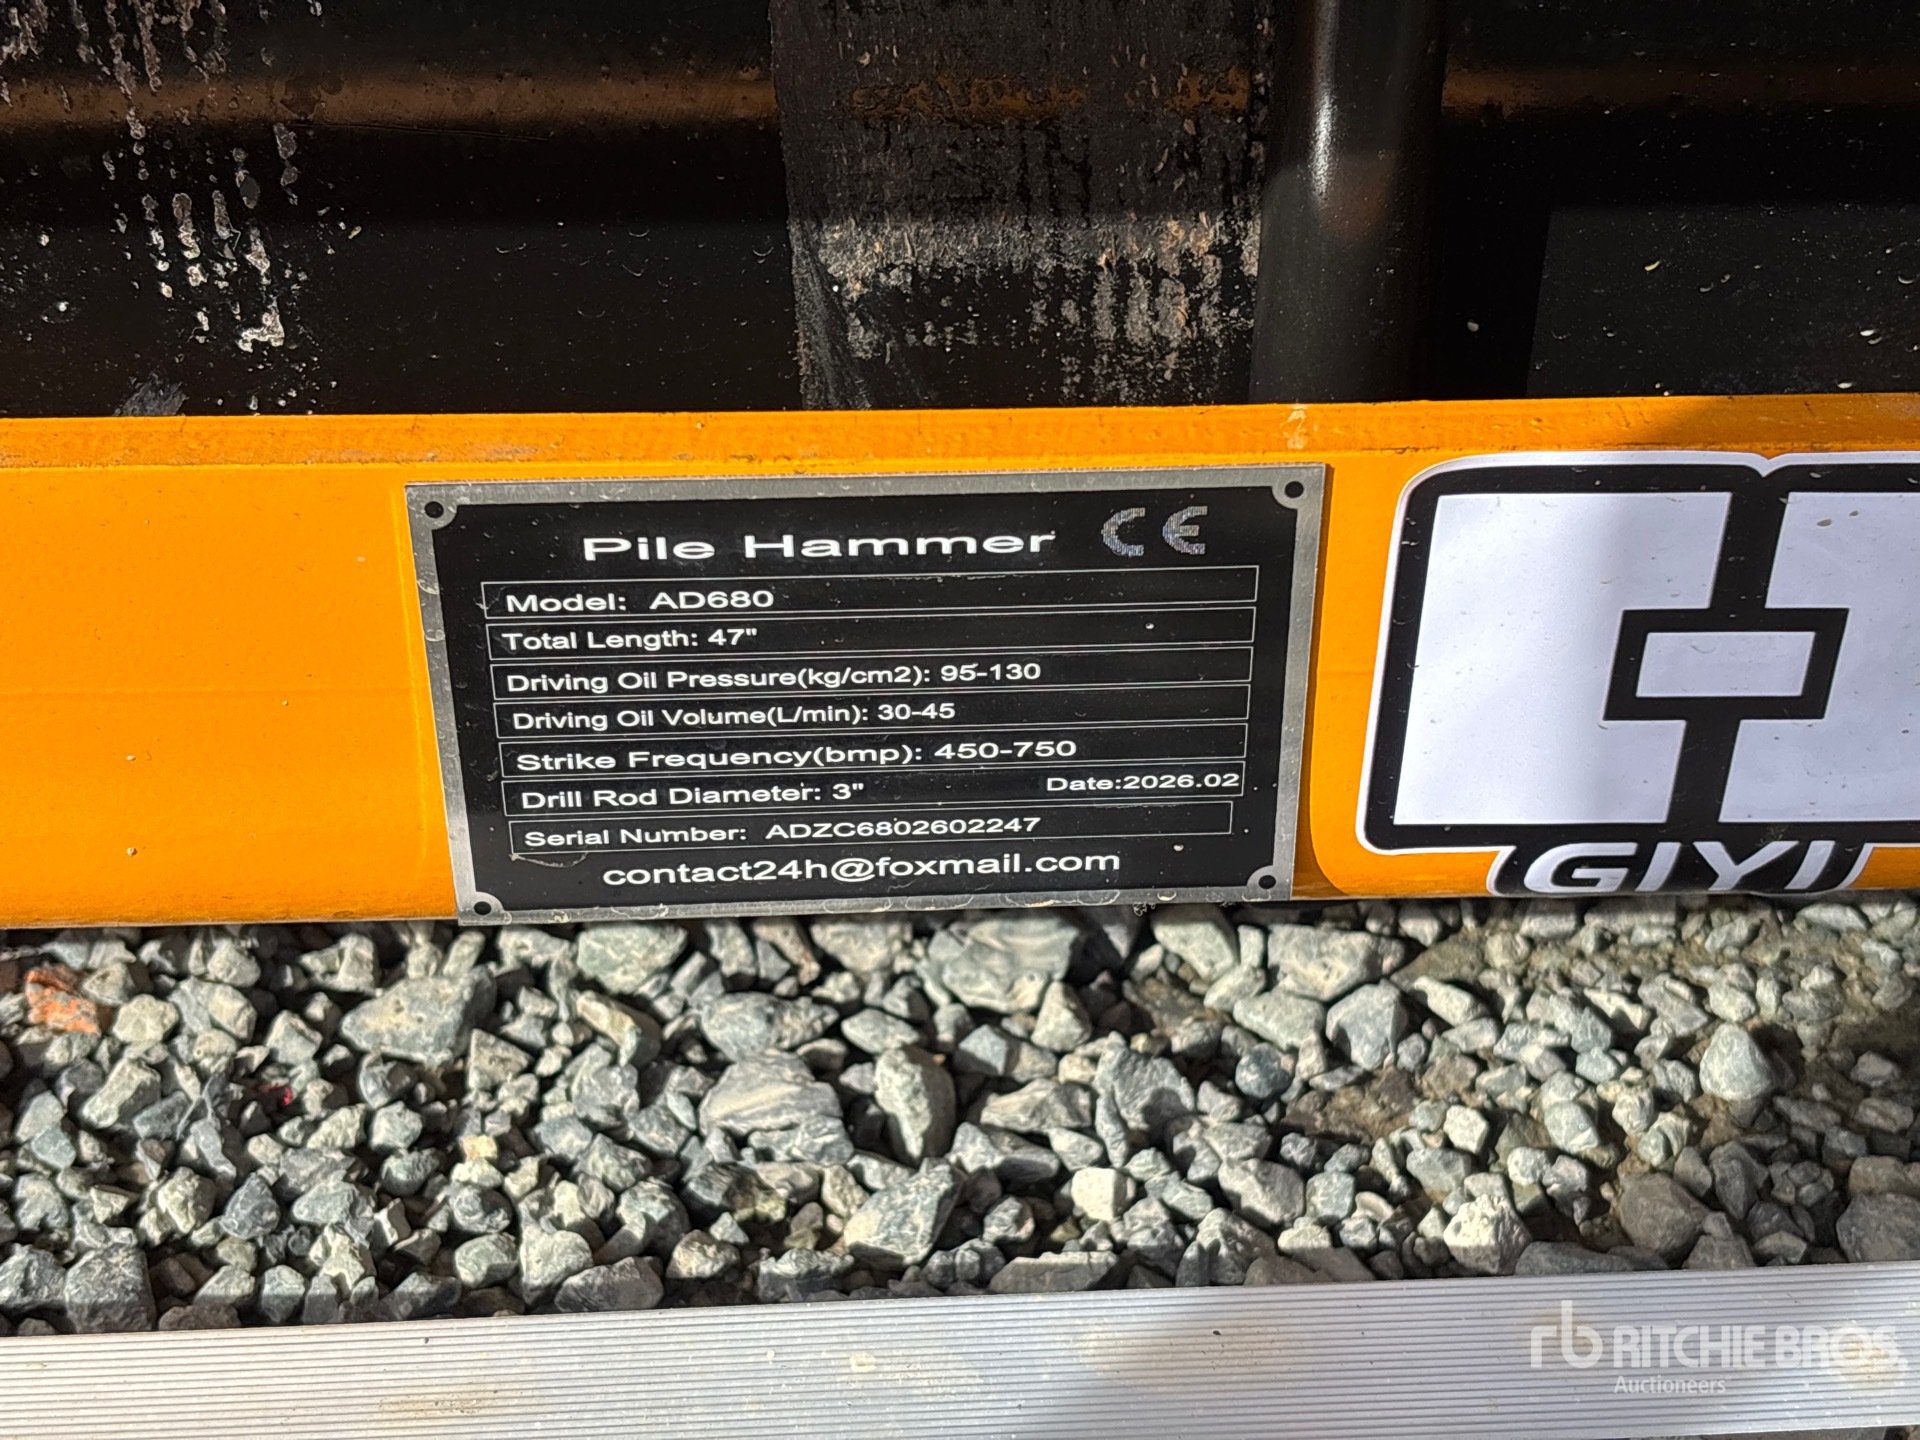 Pile Hammer CE
Model: AD680
Total Length: 47"
Driving Oil Pressure(kg/cm2): 95-130
Driving Oil Volume(L/min): 30-45
Strike Frequency(bmp): 450-750
Drill Rod Diameter: 3" Date:2026.02
Serial Number: ADZC6802602247
contact24h@foxmail.com
GIYI
rb RITCHIE BROS.
Auctioneers